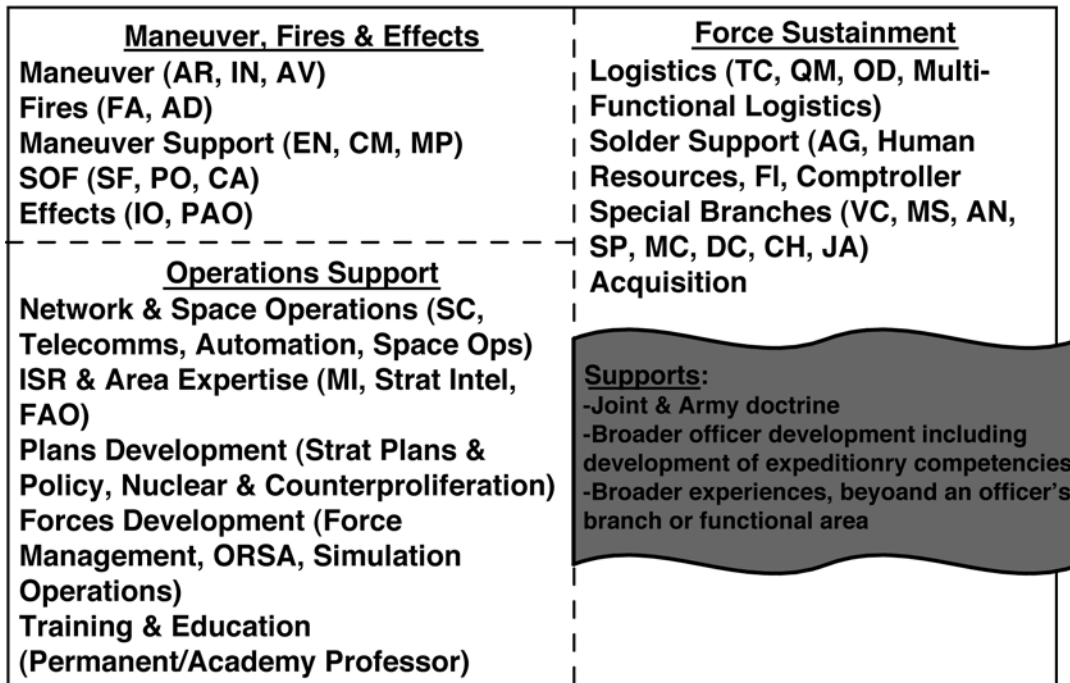 Maneuver, Fires & Effects
Maneuver (AR, IN, AV)
Fires (FA, AD)
Maneuver Support (EN, CM, MP)
SOF (SF, PO, CA)
Effects (IO, PAO)
Operations Support
Network & Space Operations (SC,
Telecomms, Automation, Space Ops)
ISR & Area Expertise (MI, Strat Intel,
FAO)
Plans Development (Strat Plans &
Policy, Nuclear & Counterproliferation)
Forces Development (Force
Management, ORSA, Simulation
Operations)
Training & Education
(Permanent/Academy Professor)
Force Sustainment
Logistics (TC, QM, OD, Multi-
Functional Logistics)
Solder Support (AG, Human
Resources, FI, Comptroller
Special Branches (VC, MS, AN,
SP, MC, DC, CH, JA)
Acquisition
Supports:
-Joint & Army doctrine
-Broader officer development including
development of expeditionry competencies
-Broader experiences, beyoand an officer's
branch or functional area